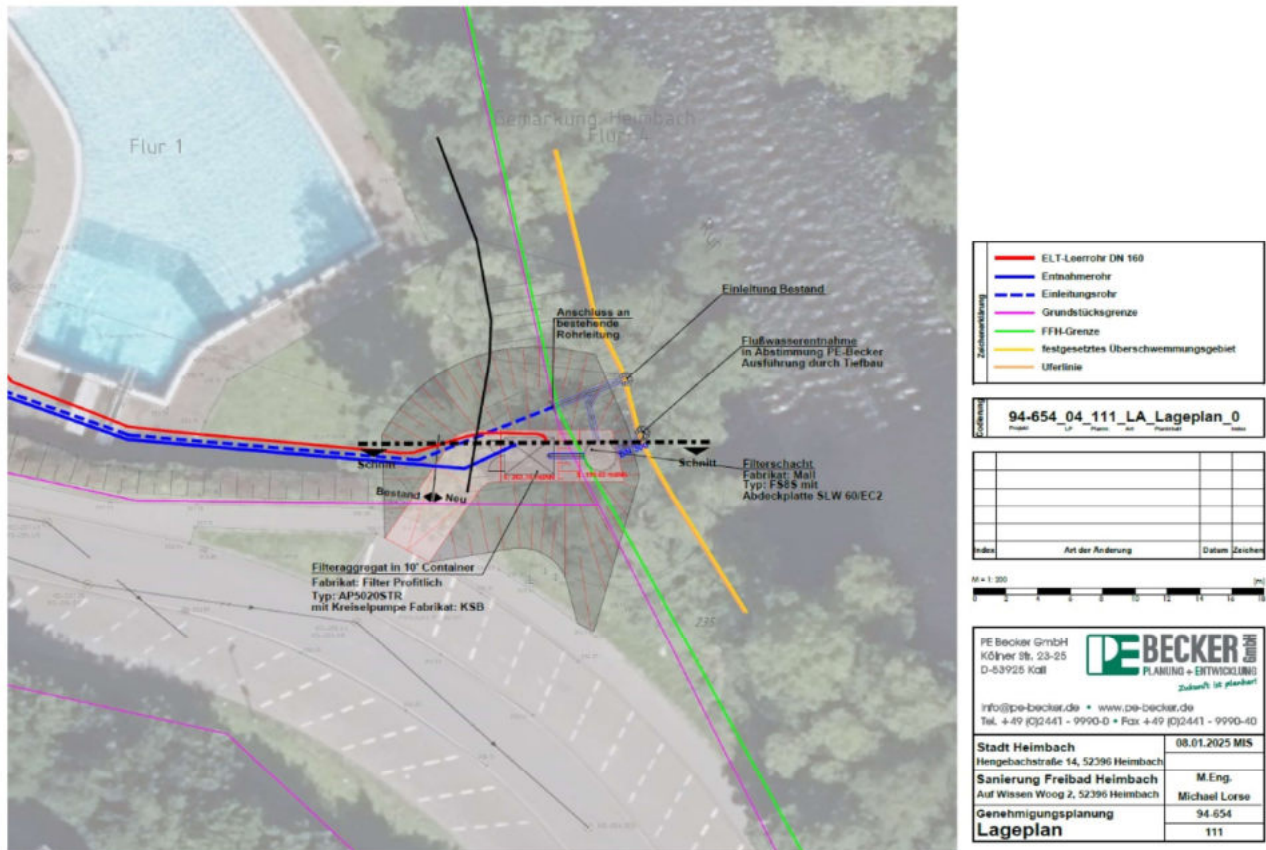 Flur 1
Gemarkung Heimbach
Flur 4
Einleitung Bestand
Anschluss an
bestehende
Rohrleitung
Flußwasserentnahme
in Abstimmung PE-Becker
Ausführung durch Tiefbau
Schnitt
Schnitt
Bestand
Neu
Filterschacht
Fabrikat: Mall
Typ: FS8S mit
Abdeckplatte SLW 60/EC2
Filteraggregat in 10' Container
Fabrikat: Filter Profitlich
Typ: AP5020STR
mit Kreiselpumpe Fabrikat: KSB
235
Zeichenerklärung
ELT-Leerrohr DN 160
Entnahmerohr
Einleitungsrohr
Grundstücksgrenze
FFH-Grenze
festgesetztes Überschwemmungsgebiet
Uferlinie
Codierung
94-654_04_111_LA_Lageplan_0
Projekt LP Plannr. Art Planinhalt Index
Index Art der Änderung Datum Zeichen
M = 1: 200 [m]
0 2 4 6 8 10 12 14 16 18
PE Becker GmbH
Kölner Str. 23-25
D-53925 Kall
PE BECKER GmbH
PLANUNG + ENTWICKLUNG
Zukunft ist planbar!
info@pe-becker.de • www.pe-becker.de
Tel. +49 (0)2441 - 9990-0 • Fax +49 (0)2441 - 9990-40
Stadt Heimbach
Hengebachstraße 14, 52396 Heimbach
08.01.2025 MIS
Sanierung Freibad Heimbach
Auf Wissen Woog 2, 52396 Heimbach
M.Eng.
Michael Lorse
Genehmigungsplanung
94-654
Lageplan
111